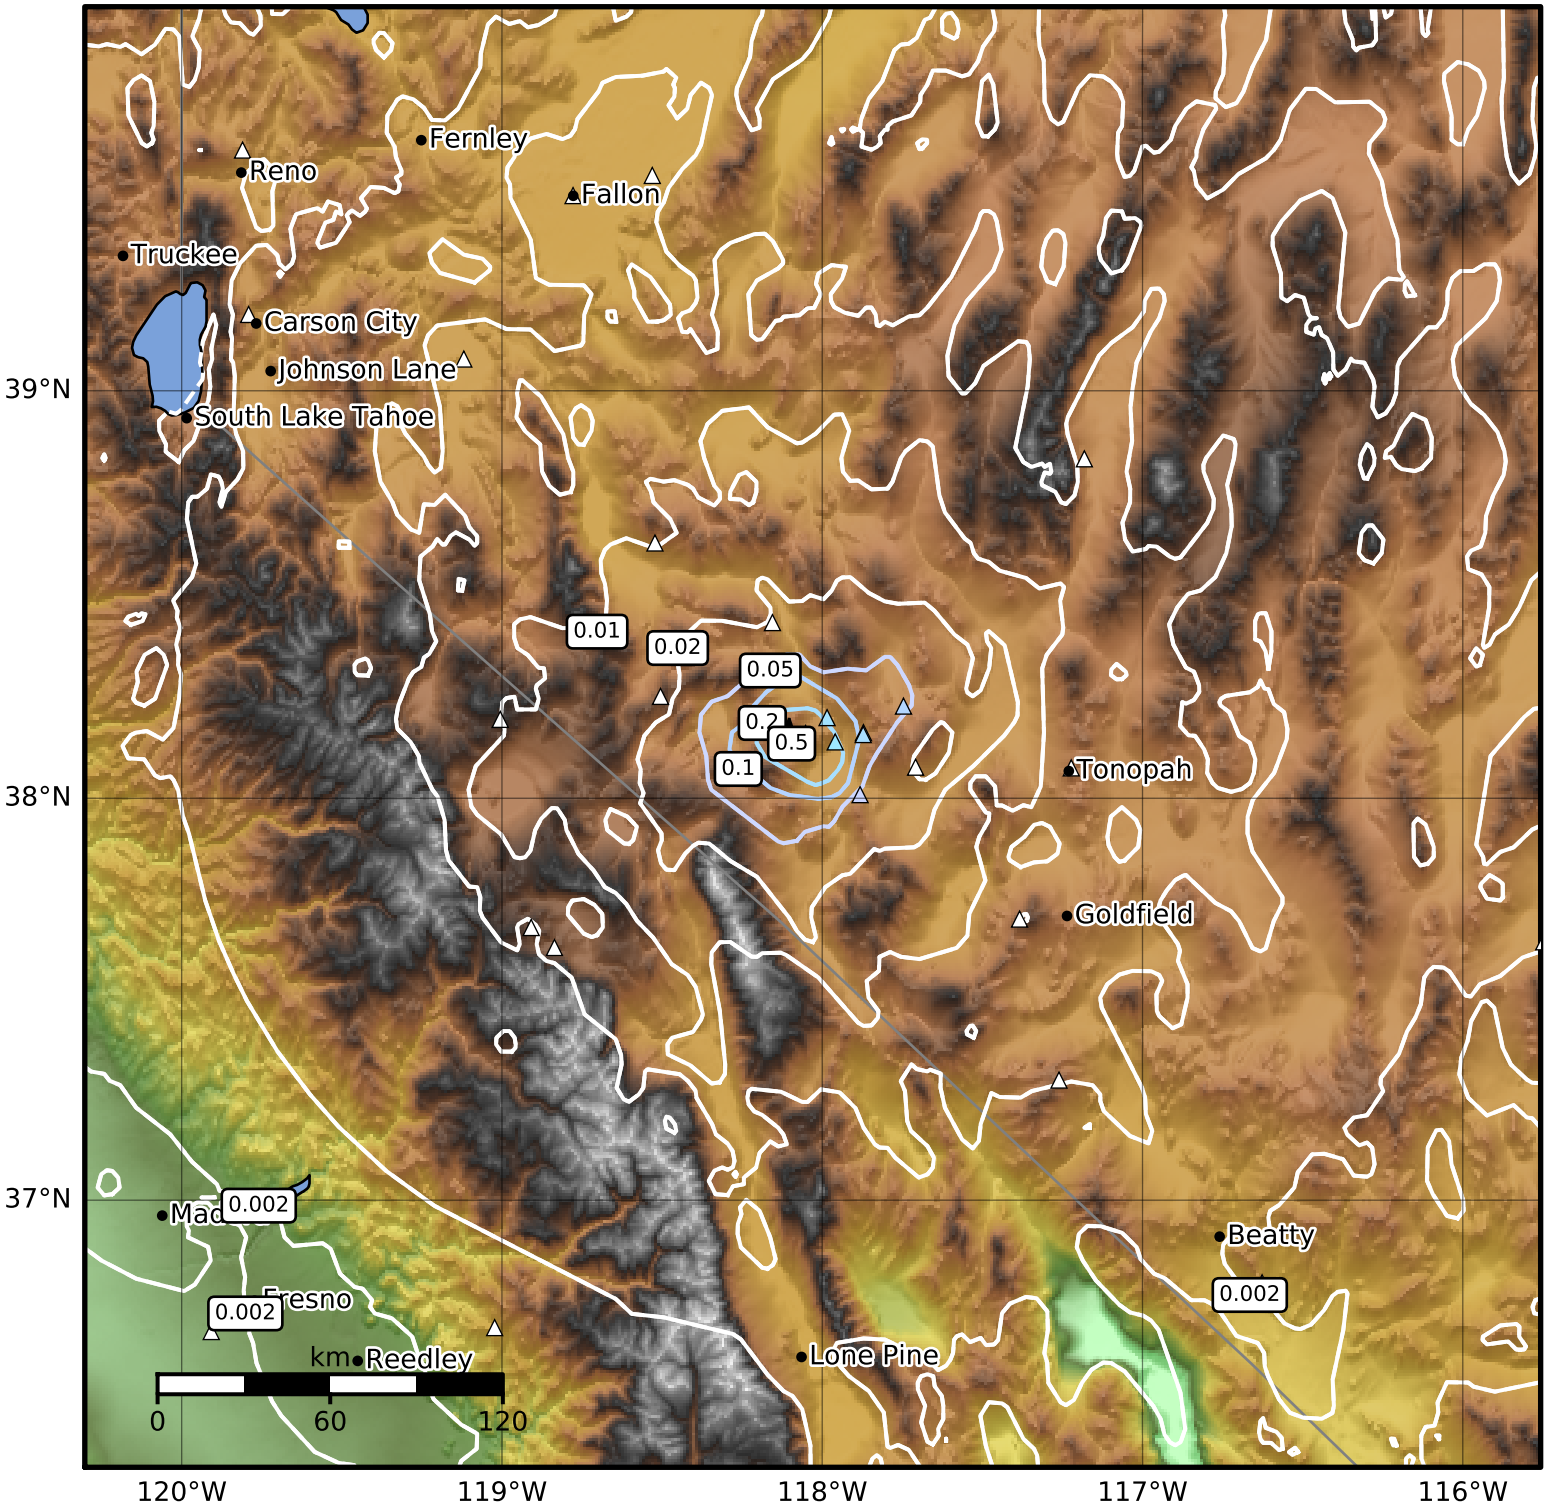 Fernley
Reno
Fallon
Truckee
Carson City
Johnson Lane
39°N
South Lake Tahoe
0.01
0.02
0.05
0.2
0.5
0.1
Tonopah
38°N
Goldfield
37°N
0.002
Beatty
0.002
Fresno
0.002
Lone Pine
km
Reedley
0 60 120
120°W 119°W 118°W 117°W 116°W